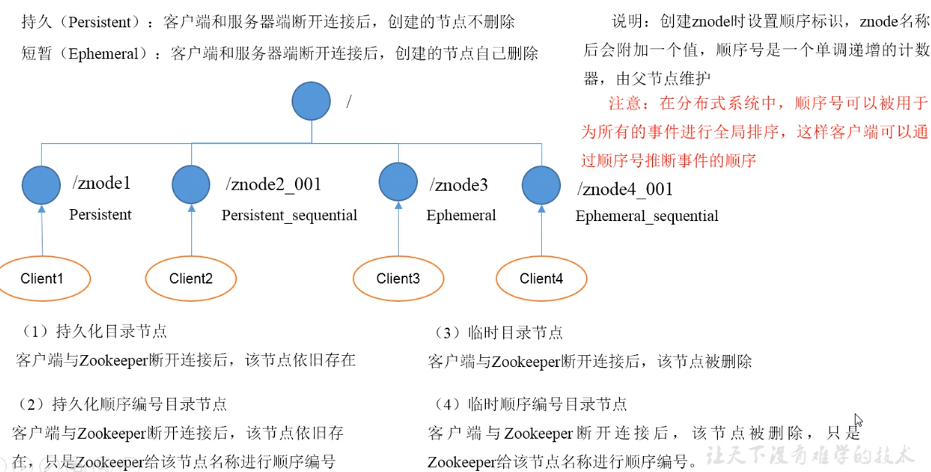 持久（Persistent）：客户端和服务器端断开连接后，创建的节点不删除
短暂（Ephemeral）：客户端和服务器端断开连接后，创建的节点自己删除
说明：创建znode时设置顺序标识，znode名称
后会附加一个值，顺序号是一个单调递增的计数
器，由父节点维护
注意：在分布式系统中，顺序号可以被用于
为所有的事件进行全局排序，这样客户端可以通
过顺序号推断事件的顺序
/
/znode1
Persistent
/znode2_001
Persistent_sequential
/znode3
Ephemeral
/znode4_001
Ephemeral_sequential
Client1
Client2
Client3
Client4
（1）持久化目录节点
客户端与Zookeeper断开连接后，该节点依旧存在
（2）持久化顺序编号目录节点
客户端与Zookeeper断开连接后，该节点依旧存
在，只是Zookeeper给该节点名称进行顺序编号
（3）临时目录节点
客户端与Zookeeper断开连接后，该节点被删除
（4）临时顺序编号目录节点
客户端与Zookeeper断开连接后，该节点被删除，只是
Zookeeper给该节点名称进行顺序编号。
让天下没有难学的技术